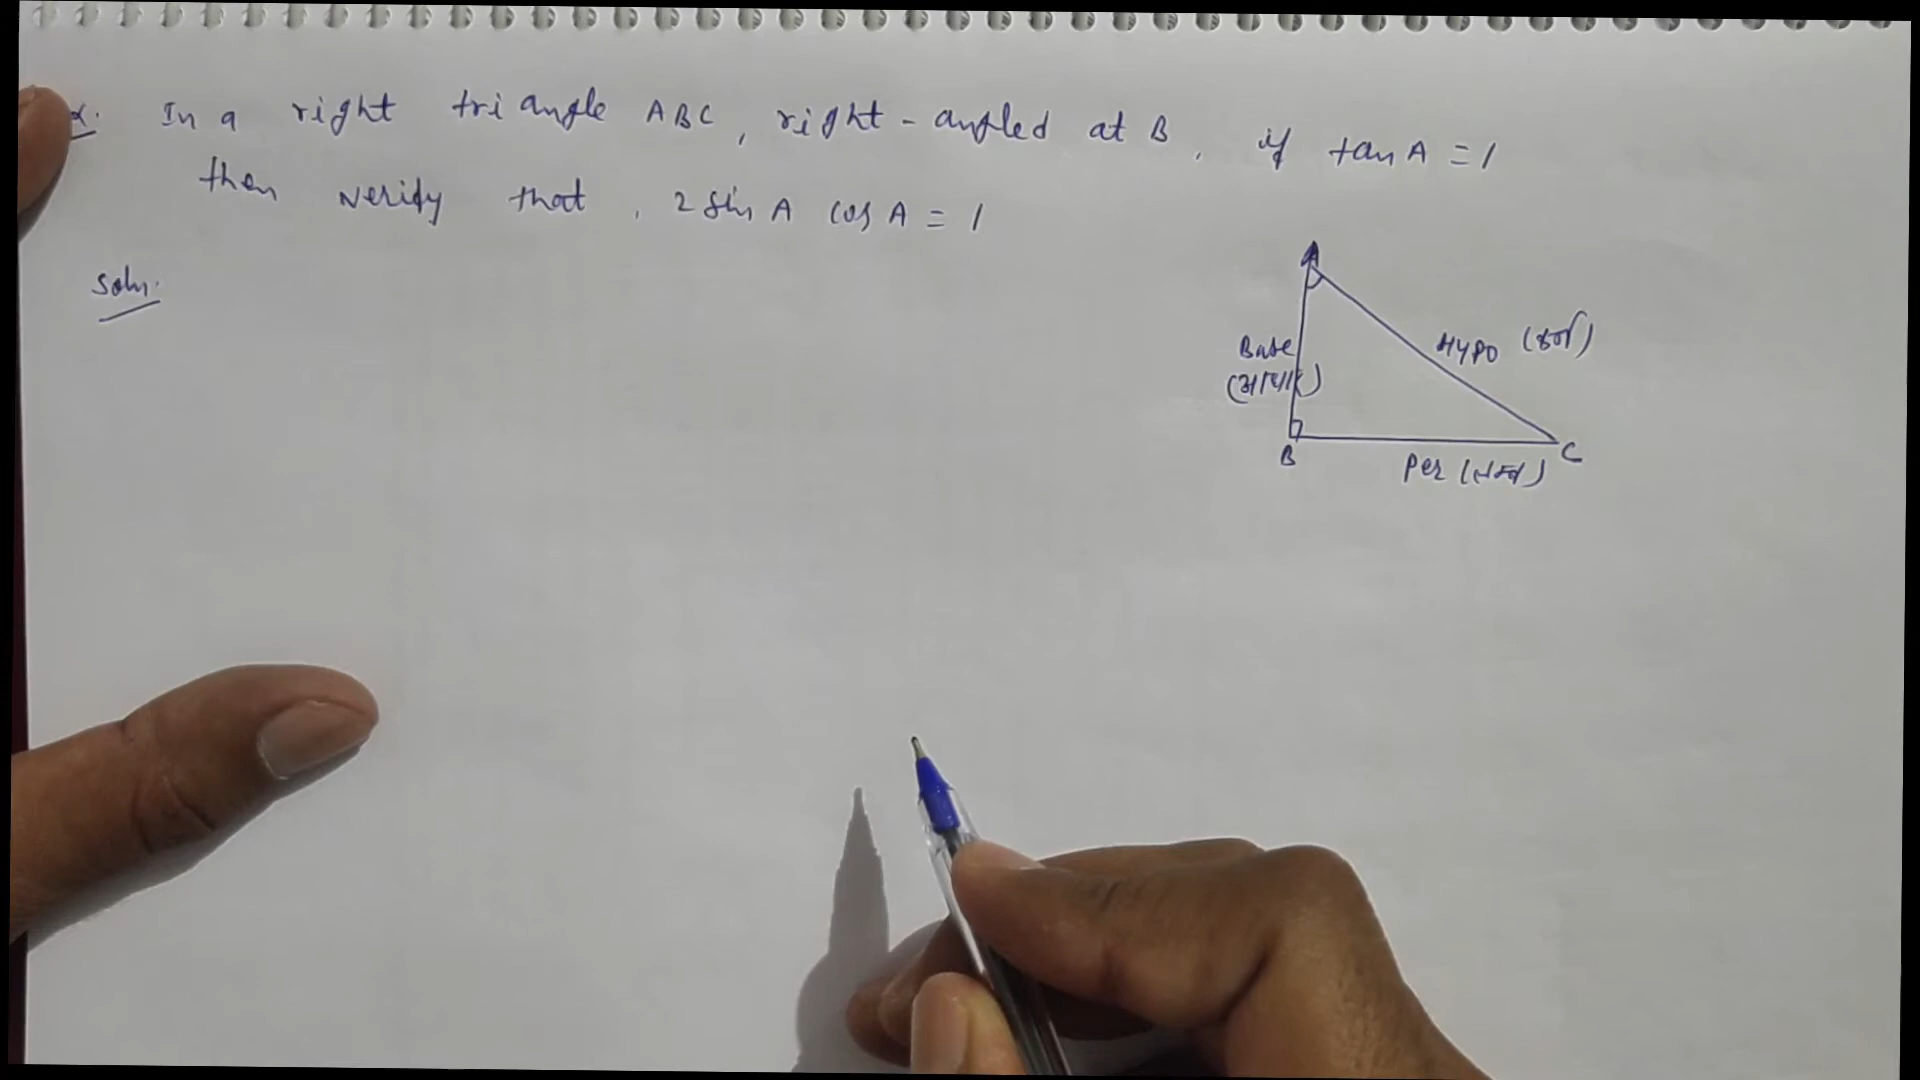 In a right triangle ABC, right-angled at B, if tan A = 1
then verify that, 2 sin A cos A = 1
Soln.
A
Base
Hypo (कर्ण)
(आधार)
B
C
Per (लम्ब)